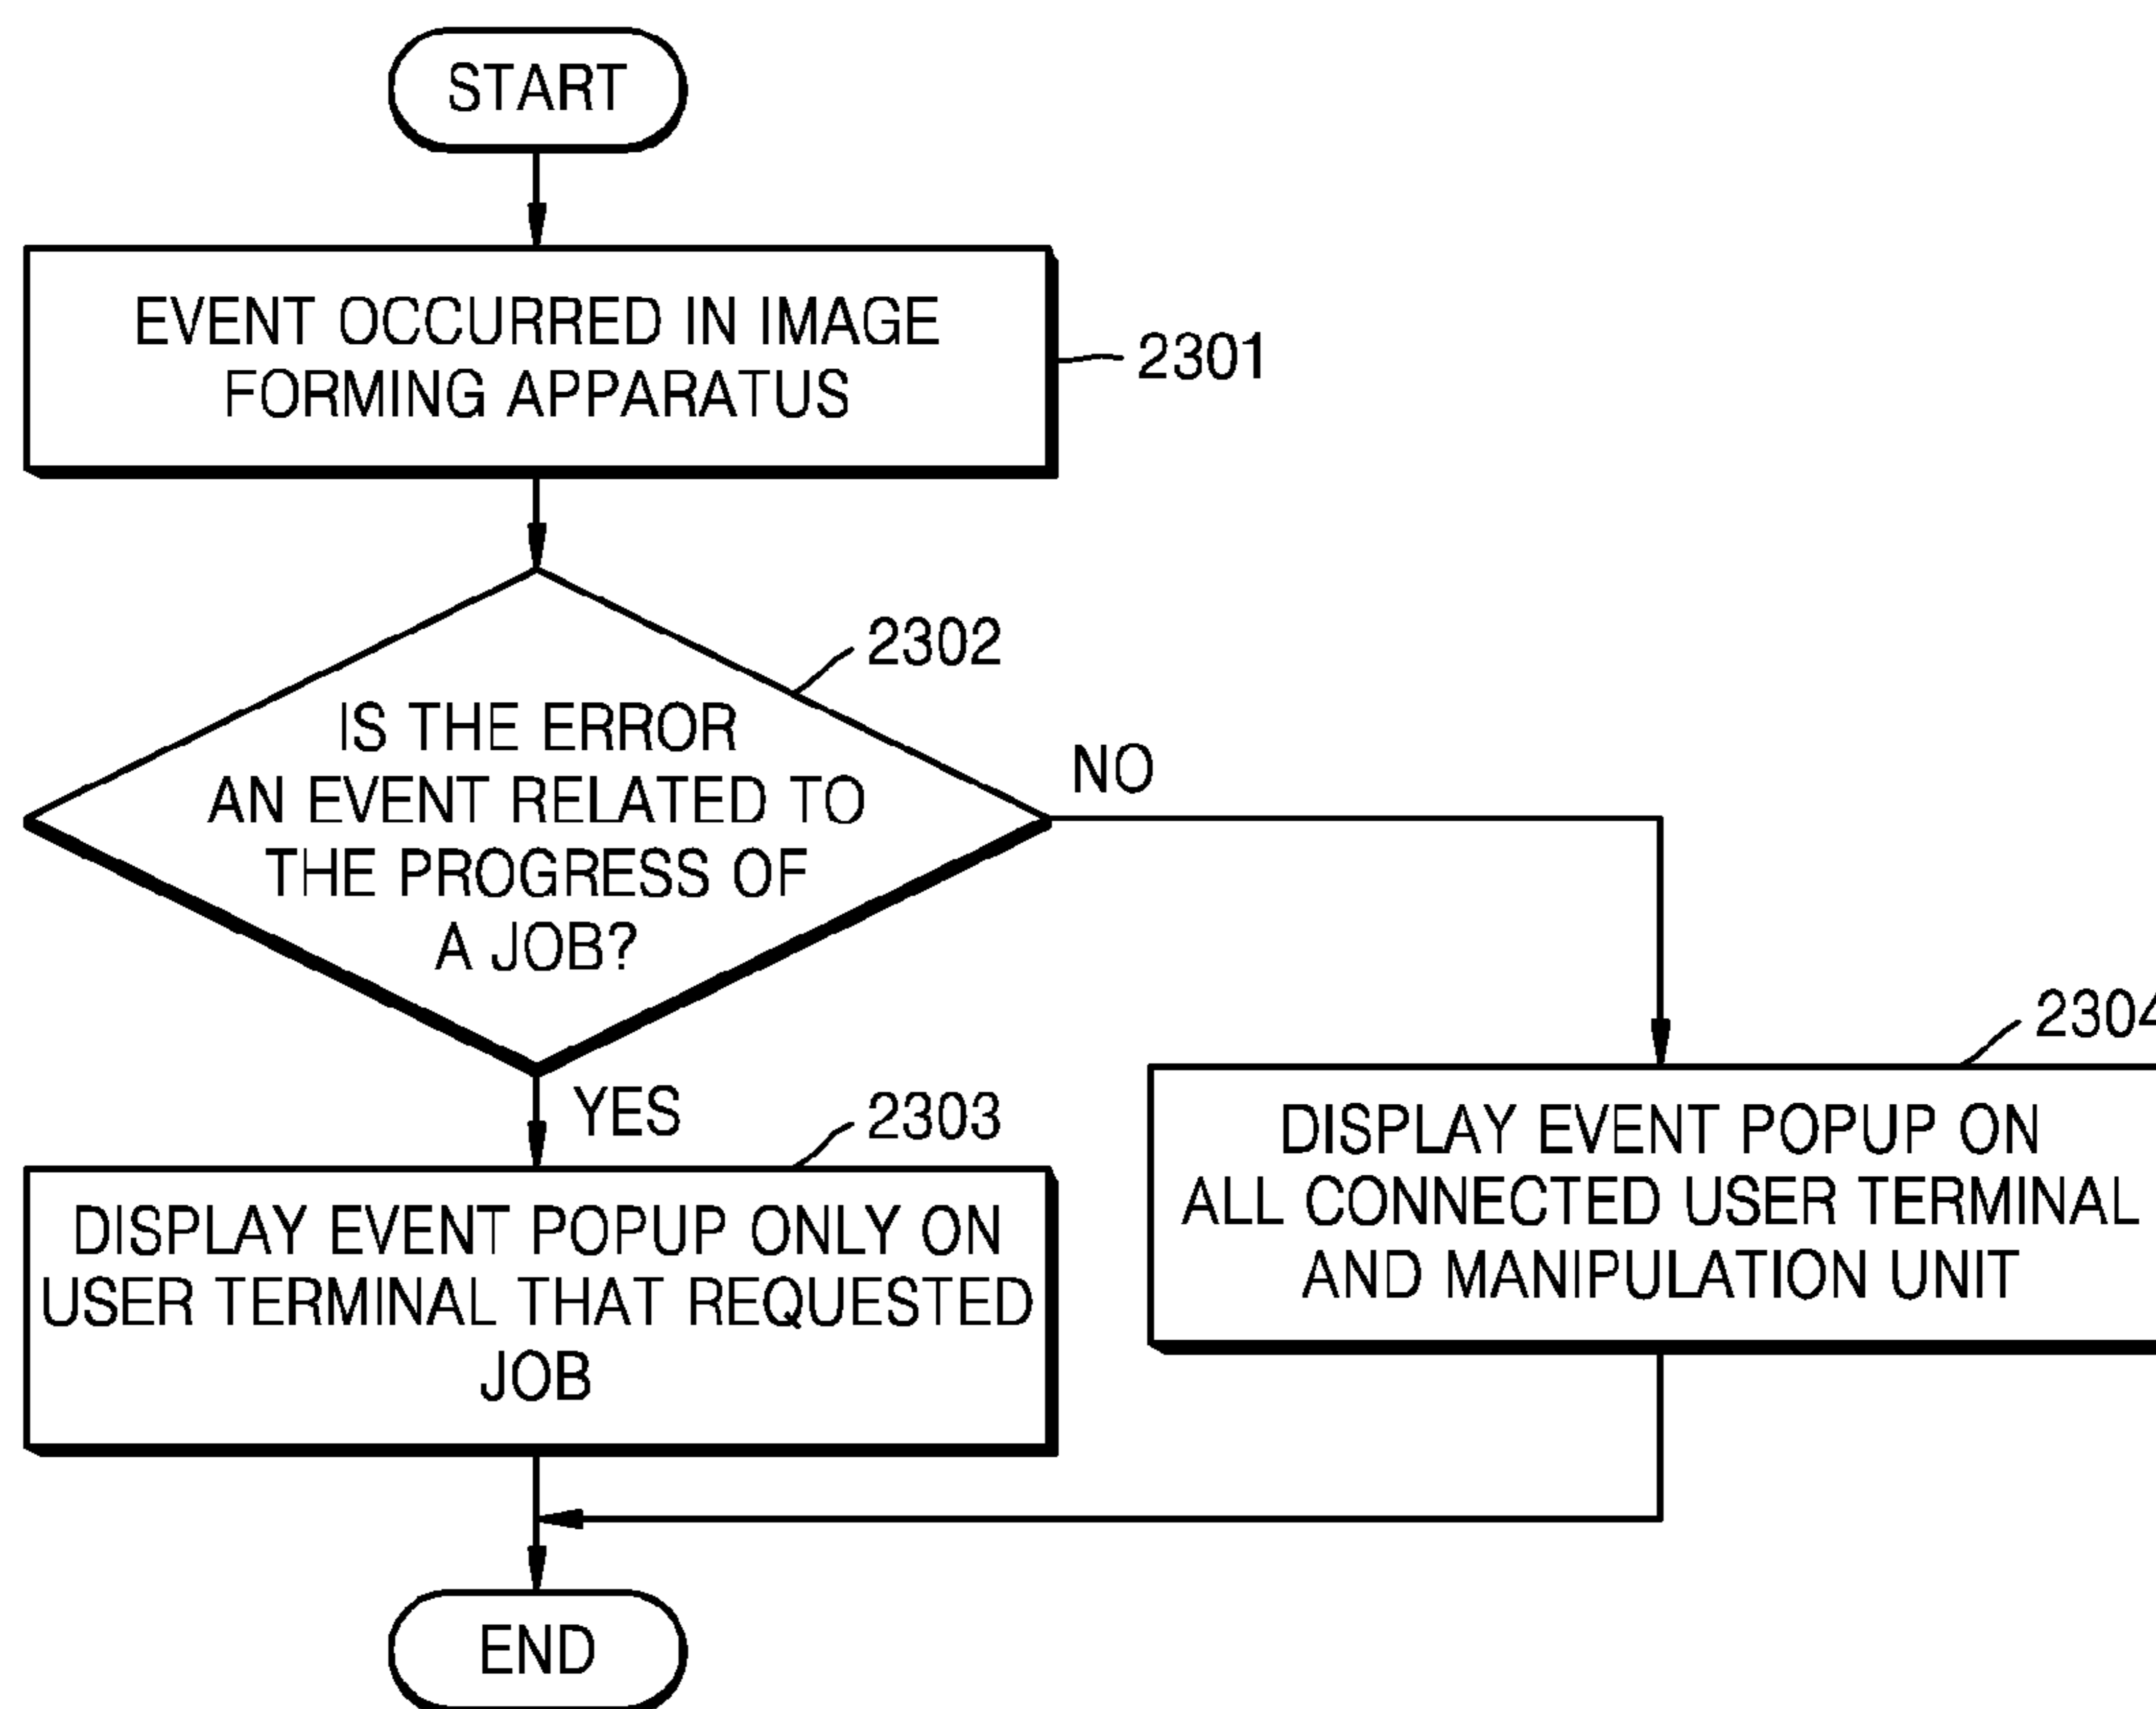 START
EVENT OCCURRED IN IMAGE
FORMING APPARATUS
2301
2302
IS THE ERROR
AN EVENT RELATED TO
THE PROGRESS OF
A JOB?
NO
YES
2303
DISPLAY EVENT POPUP ONLY ON
USER TERMINAL THAT REQUESTED
JOB
2304
DISPLAY EVENT POPUP ON
ALL CONNECTED USER TERMINAL
AND MANIPULATION UNIT
END